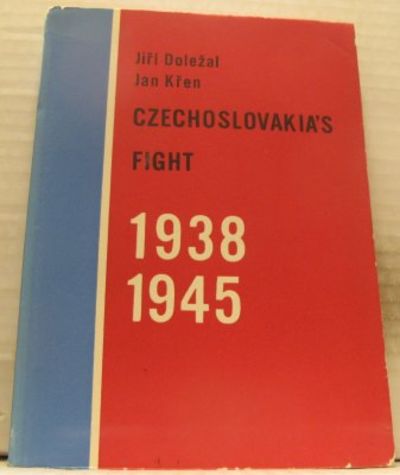 Jiří Doležal
Jan Křen
CZECHOSLOVAKIA'S
FIGHT
1938
1945